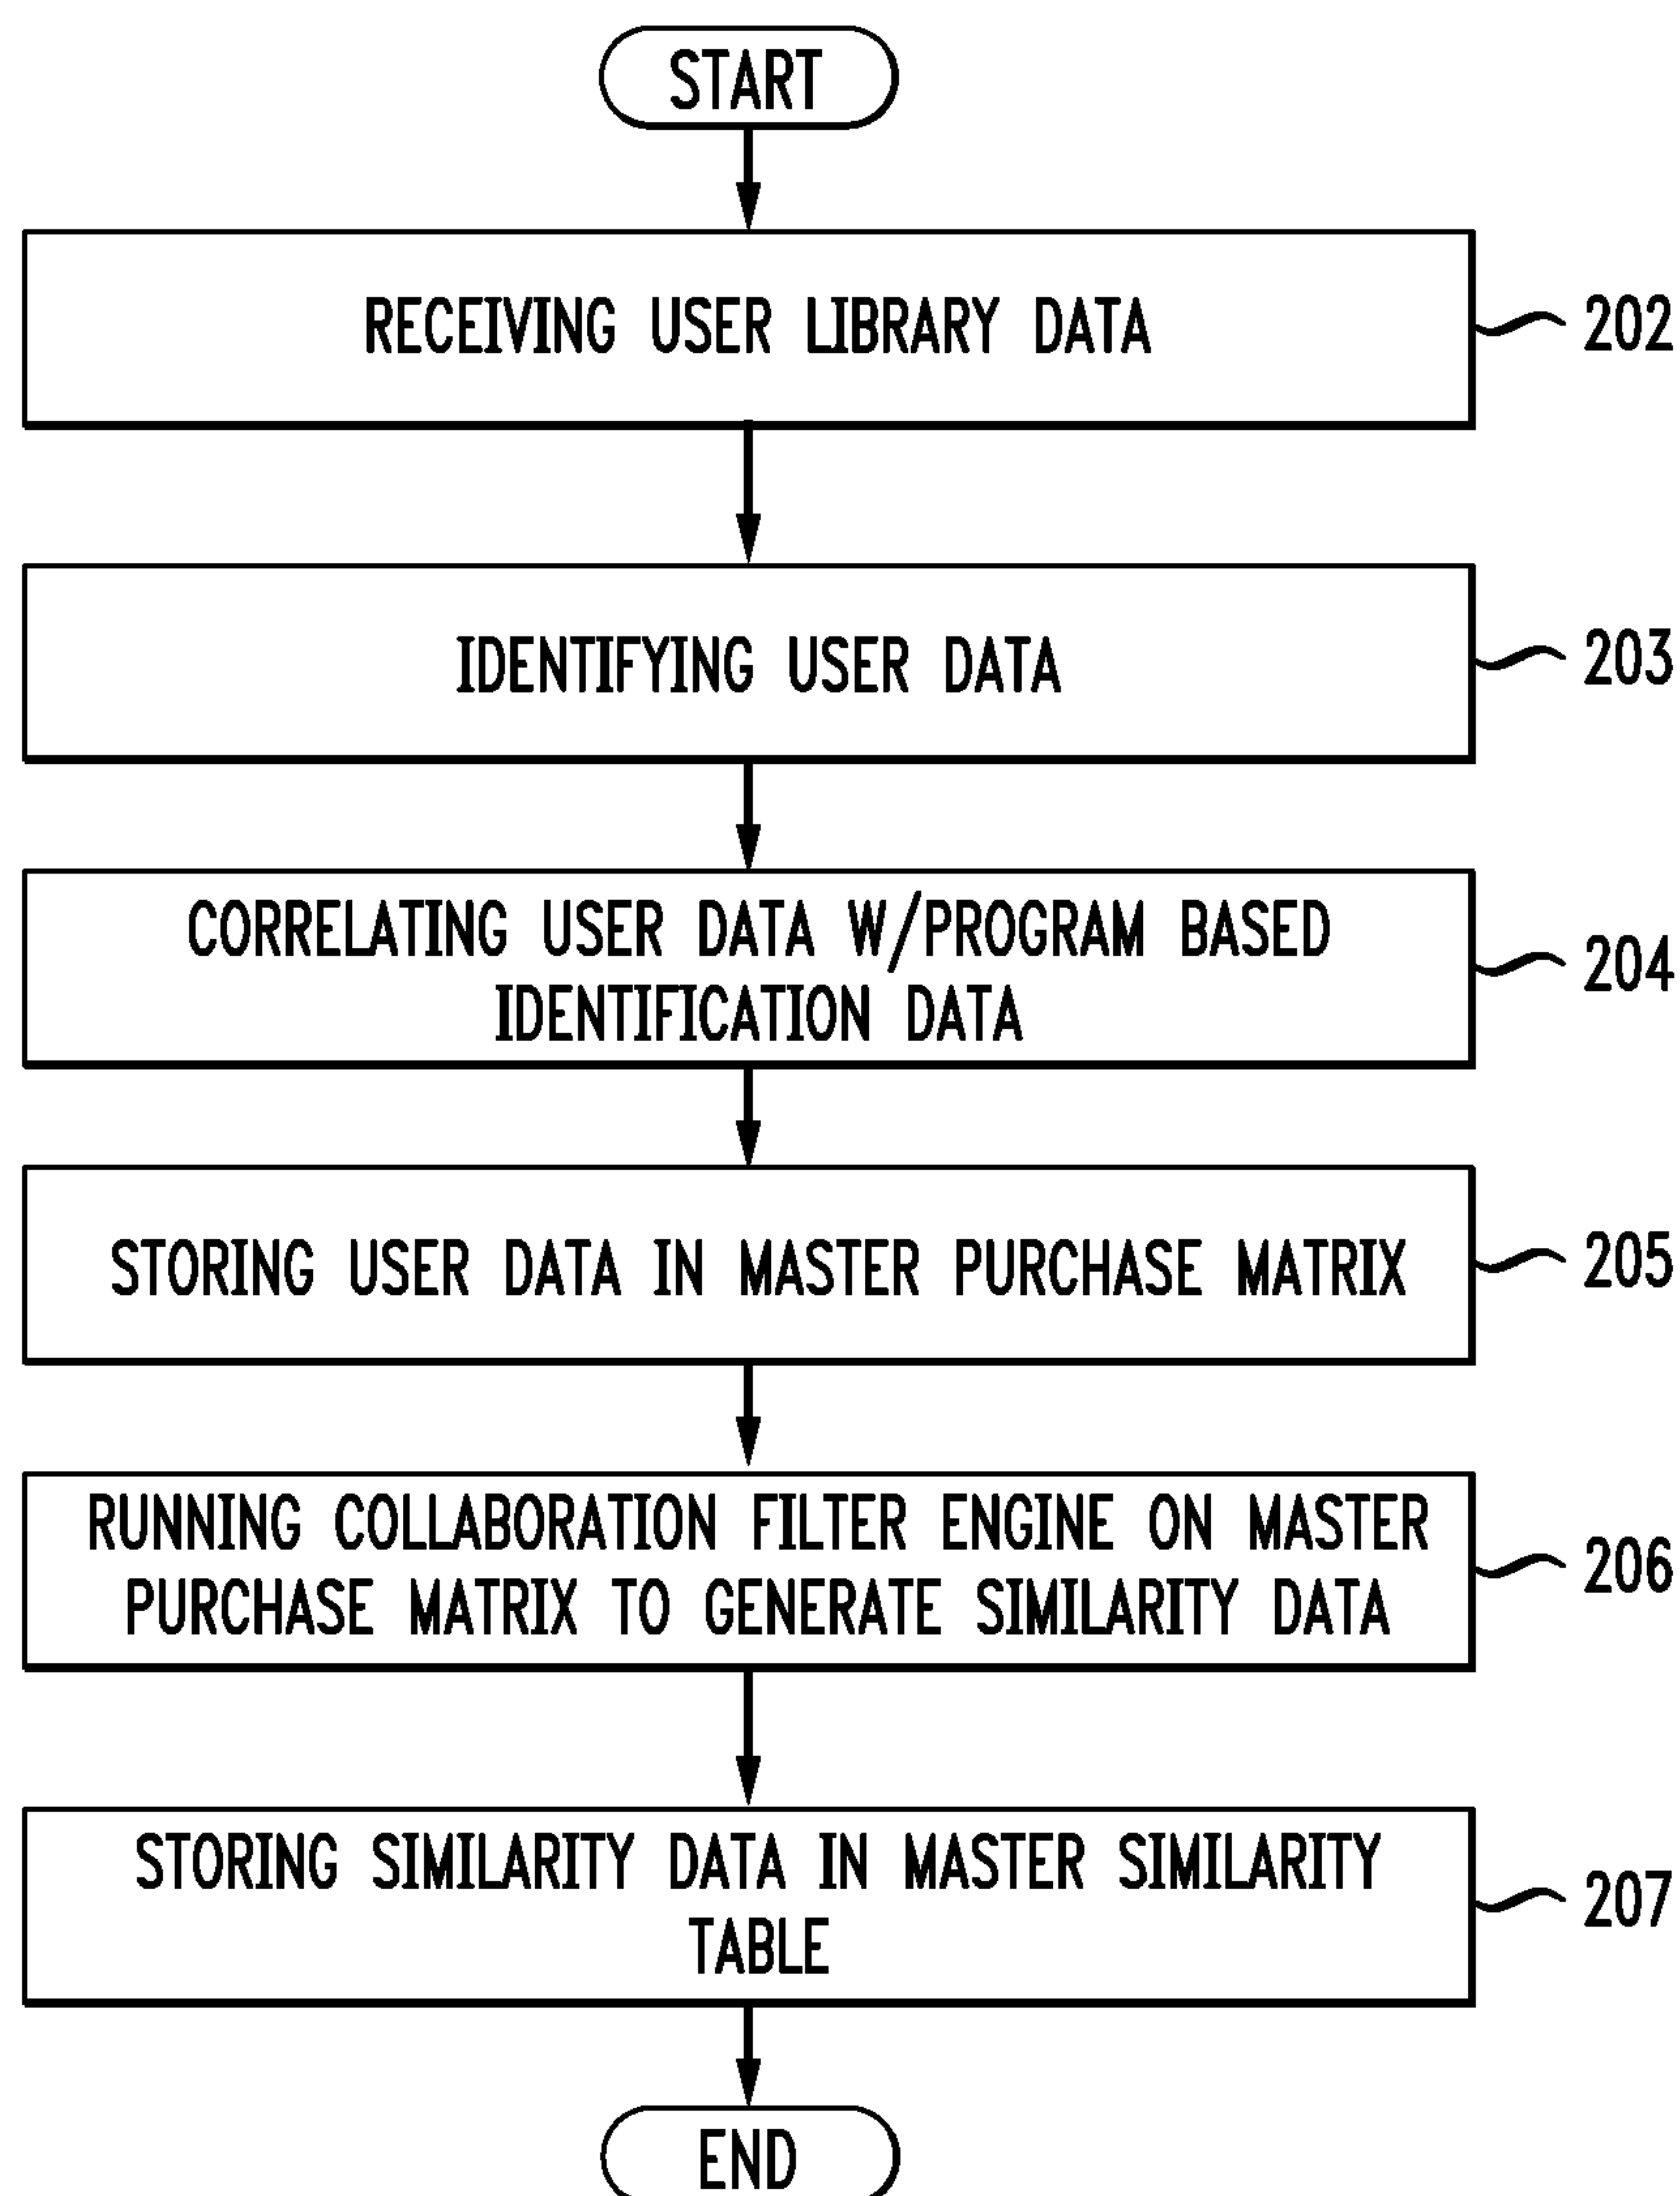 START
RECEIVING USER LIBRARY DATA
202
IDENTIFYING USER DATA
203
CORRELATING USER DATA W/PROGRAM BASED
IDENTIFICATION DATA
204
STORING USER DATA IN MASTER PURCHASE MATRIX
205
RUNNING COLLABORATION FILTER ENGINE ON MASTER
PURCHASE MATRIX TO GENERATE SIMILARITY DATA
206
STORING SIMILARITY DATA IN MASTER SIMILARITY
TABLE
207
END